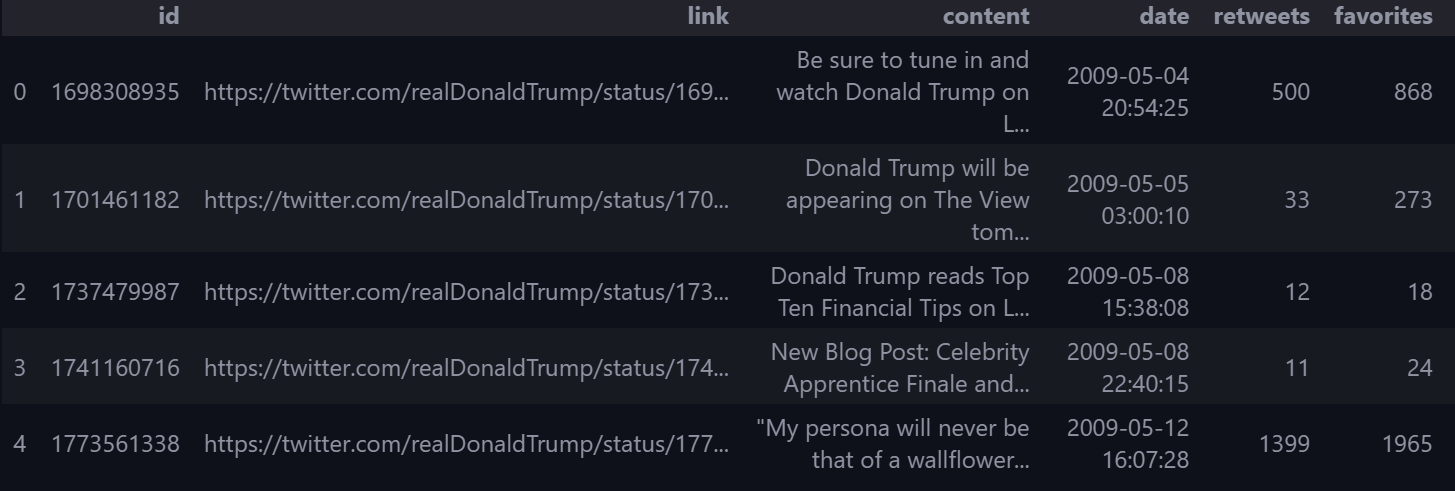 id link content date retweets favorites
Be sure to tune in and
0 1698308935 https://twitter.com/realDonaldTrump/status/169... watch Donald Trump on 2009-05-04 500 868
L... 20:54:25
Donald Trump will be
1 1701461182 https://twitter.com/realDonaldTrump/status/170... appearing on The View 2009-05-05 33 273
tom... 03:00:10
Donald Trump reads Top 2009-05-08
2 1737479987 https://twitter.com/realDonaldTrump/status/173... Ten Financial Tips on L... 15:38:08 12 18
New Blog Post: Celebrity 2009-05-08
3 1741160716 https://twitter.com/realDonaldTrump/status/174... Apprentice Finale and... 22:40:15 11 24
"My persona will never be 2009-05-12
4 1773561338 https://twitter.com/realDonaldTrump/status/177... that of a wallflower... 16:07:28 1399 1965